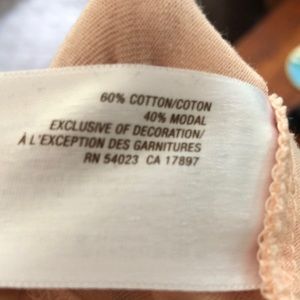 60% COTTON/COTON
40% MODAL
EXCLUSIVE OF DECORATION/
À L'EXCEPTION DES GARNITURES
RN 54023 CA 17897